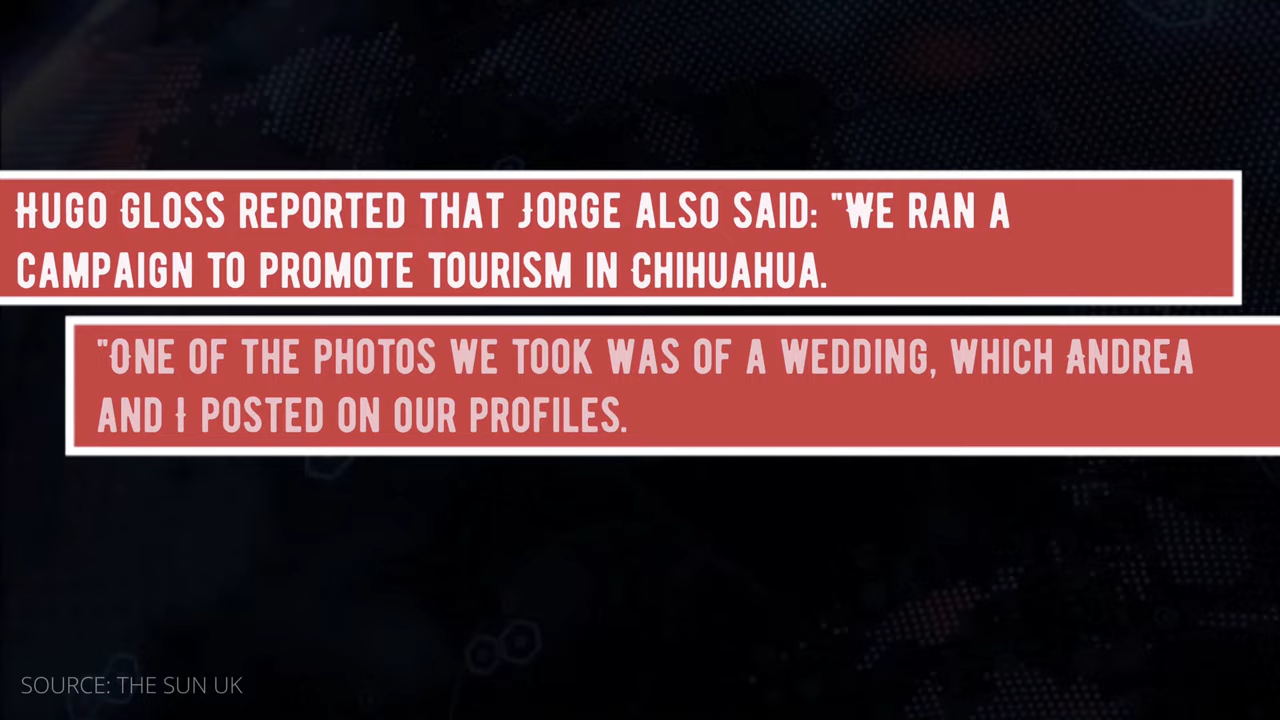 Hugo Gloss reported that Jorge also said: "We ran a
campaign to promote tourism in Chihuahua.
"One of the photos we took was of a wedding, which Andrea
and I posted on our profiles.
SOURCE: THE SUN UK